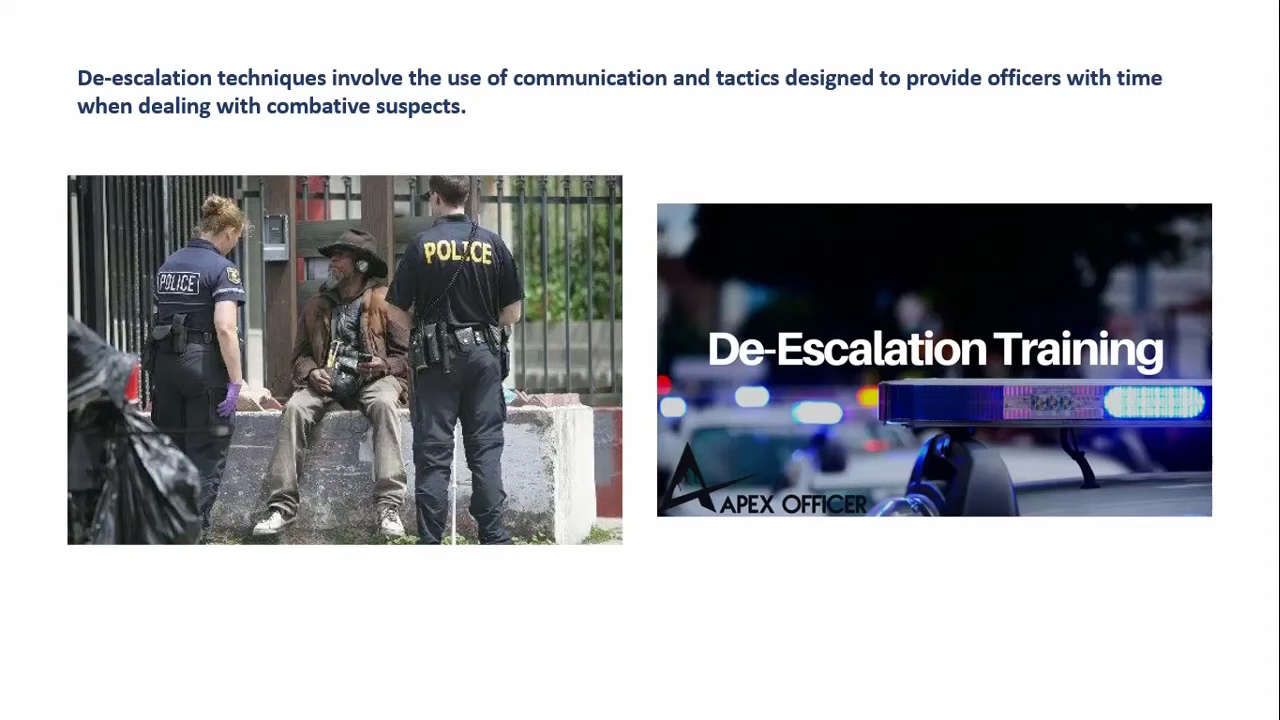 De-escalation techniques involve the use of communication and tactics designed to provide officers with time
when dealing with combative suspects.
POLICE
POLICE
De-Escalation Training
APEX OFFICER